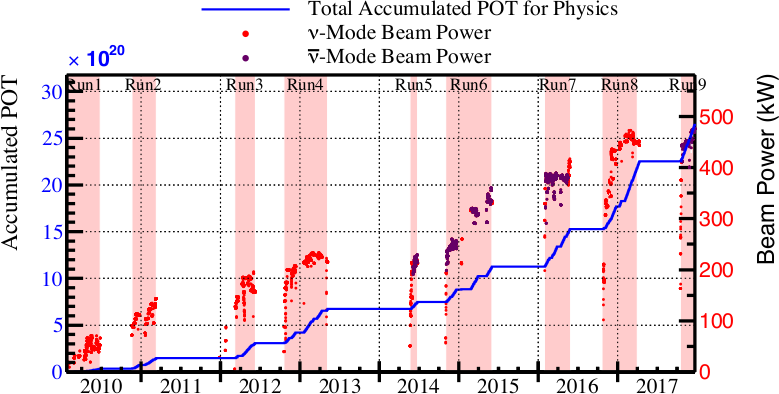 Total Accumulated POT for Physics
ν-Mode Beam Power
ν̅-Mode Beam Power
× 10²⁰
Run1 Run2 Run3 Run4 Run5 Run6 Run7 Run8 Run9
Accumulated POT
30
25
20
15
10
5
0
500
400
300
200
100
0
Beam Power (kW)
2010 2011 2012 2013 2014 2015 2016 2017